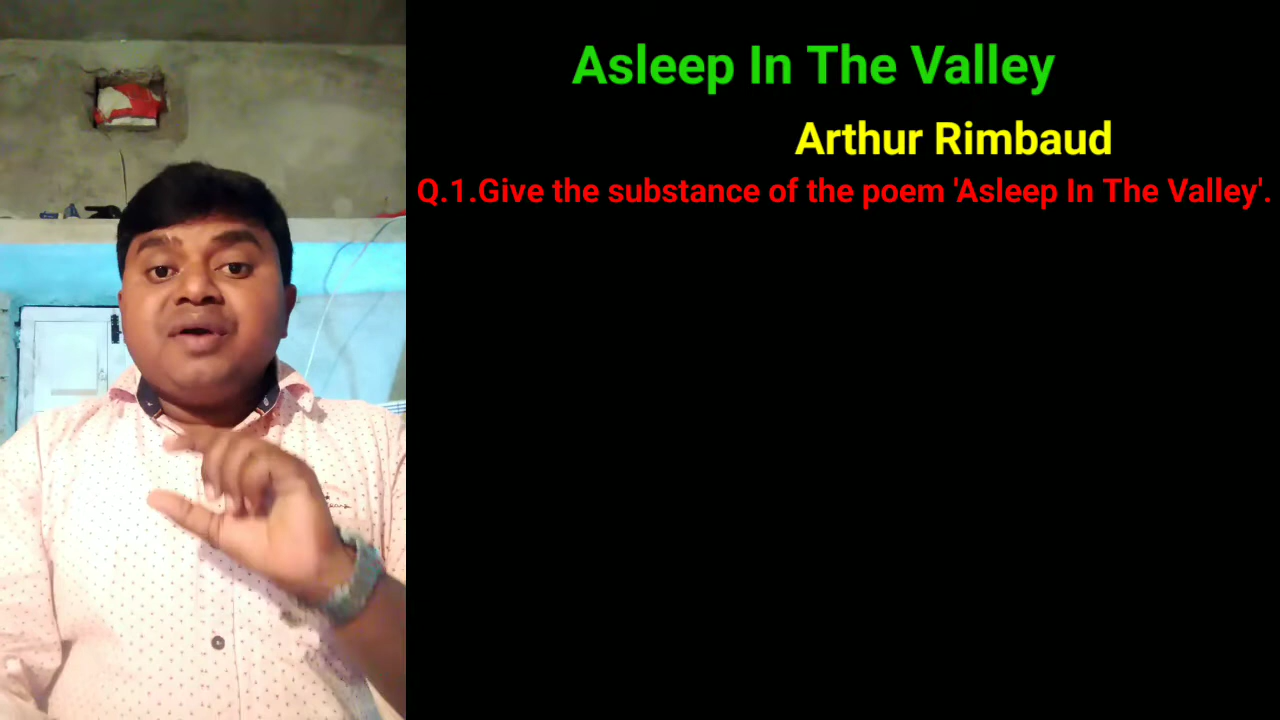 Asleep In The Valley
Arthur Rimbaud
Q.1.Give the substance of the poem 'Asleep In The Valley'.